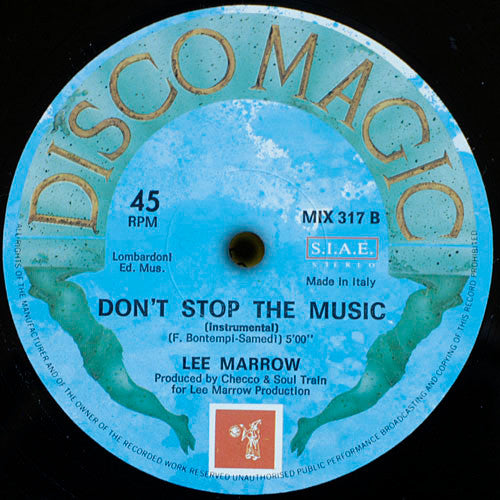 DISCO MAGIC
45
RPM
MIX 317 B
S.I.A.E.
STEREO
Lombardoni
Ed. Mus.
Made in Italy
DON'T STOP THE MUSIC
(Instrumental)
(F. Bontempi-Samedi) 5'00"
LEE MARROW
Produced by Checco & Soul Train
for Lee Marrow Production
ALL RIGHTS OF THE MANUFACTURER AND OF THE OWNER OF THE RECORDED WORK RESERVED UNAUTHORISED PUBLIC PERFORMANCE BROADCASTING AND COPYING OF THIS RECORD PROHIBITED